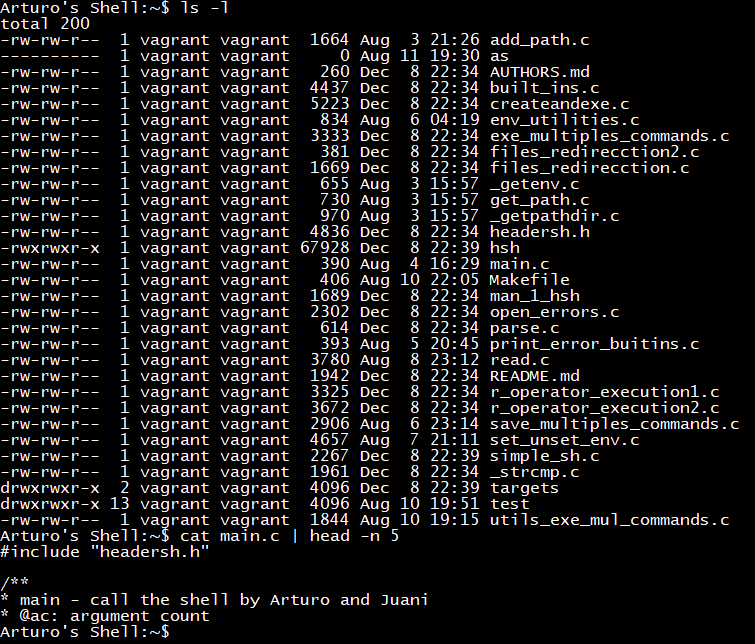 Arturo's Shell:~$ ls -l
total 200
-rw-rw-r--  1 vagrant vagrant  1664 Aug  3 21:26 add_path.c
----------  1 vagrant vagrant     0 Aug 11 19:30 as
-rw-rw-r--  1 vagrant vagrant   260 Dec  8 22:34 AUTHORS.md
-rw-rw-r--  1 vagrant vagrant  4437 Dec  8 22:34 built_ins.c
-rw-rw-r--  1 vagrant vagrant  5223 Dec  8 22:34 createandexe.c
-rw-rw-r--  1 vagrant vagrant   834 Aug  6 04:19 env_utilities.c
-rw-rw-r--  1 vagrant vagrant  3333 Dec  8 22:34 exe_multiples_commands.c
-rw-rw-r--  1 vagrant vagrant   381 Dec  8 22:34 files_redirecction2.c
-rw-rw-r--  1 vagrant vagrant  1669 Dec  8 22:34 files_redirecction.c
-rw-rw-r--  1 vagrant vagrant   655 Aug  3 15:57 _getenv.c
-rw-rw-r--  1 vagrant vagrant   730 Aug  3 15:57 get_path.c
-rw-rw-r--  1 vagrant vagrant   970 Aug  3 15:57 _getpathdir.c
-rw-rw-r--  1 vagrant vagrant  4836 Dec  8 22:34 headersh.h
-rwxrwxr-x  1 vagrant vagrant 67928 Dec  8 22:39 hsh
-rw-rw-r--  1 vagrant vagrant   390 Aug  4 16:29 main.c
-rw-rw-r--  1 vagrant vagrant   406 Aug 10 22:05 Makefile
-rw-rw-r--  1 vagrant vagrant  1689 Dec  8 22:34 man_1_hsh
-rw-rw-r--  1 vagrant vagrant  2302 Dec  8 22:34 open_errors.c
-rw-rw-r--  1 vagrant vagrant   614 Dec  8 22:34 parse.c
-rw-rw-r--  1 vagrant vagrant   393 Aug  5 20:45 print_error_buitins.c
-rw-rw-r--  1 vagrant vagrant  3780 Aug  8 23:12 read.c
-rw-rw-r--  1 vagrant vagrant  1942 Dec  8 22:34 README.md
-rw-rw-r--  1 vagrant vagrant  3325 Dec  8 22:34 r_operator_execution1.c
-rw-rw-r--  1 vagrant vagrant  3672 Dec  8 22:34 r_operator_execution2.c
-rw-rw-r--  1 vagrant vagrant  2906 Aug  6 23:14 save_multiples_commands.c
-rw-rw-r--  1 vagrant vagrant  4657 Aug  7 21:11 set_unset_env.c
-rw-rw-r--  1 vagrant vagrant  2267 Dec  8 22:39 simple_sh.c
-rw-rw-r--  1 vagrant vagrant  1961 Dec  8 22:34 _strcmp.c
drwxrwxr-x  2 vagrant vagrant  4096 Dec  8 22:39 targets
drwxrwxr-x 13 vagrant vagrant  4096 Aug 10 19:51 test
-rw-rw-r--  1 vagrant vagrant  1844 Aug 10 19:15 utils_exe_mul_commands.c
Arturo's Shell:~$ cat main.c | head -n 5
#include "headersh.h"

/**
* main - call the shell by Arturo and Juani
* @ac: argument count
Arturo's Shell:~$